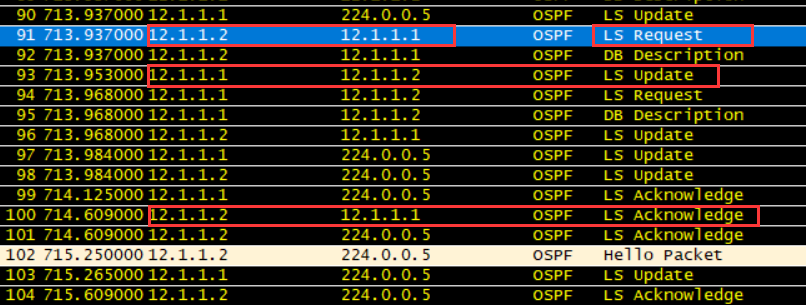 90 713.937000 12.1.1.1 224.0.0.5 OSPF LS Update
91 713.937000 12.1.1.2 12.1.1.1 OSPF LS Request
92 713.937000 12.1.1.2 12.1.1.1 OSPF DB Description
93 713.953000 12.1.1.1 12.1.1.2 OSPF LS Update
94 713.968000 12.1.1.1 12.1.1.2 OSPF LS Request
95 713.968000 12.1.1.1 12.1.1.2 OSPF DB Description
96 713.968000 12.1.1.2 12.1.1.1 OSPF LS Update
97 713.984000 12.1.1.1 224.0.0.5 OSPF LS Update
98 713.984000 12.1.1.2 224.0.0.5 OSPF LS Update
99 714.125000 12.1.1.1 224.0.0.5 OSPF LS Acknowledge
100 714.609000 12.1.1.2 12.1.1.1 OSPF LS Acknowledge
101 714.609000 12.1.1.2 224.0.0.5 OSPF LS Acknowledge
102 715.250000 12.1.1.2 224.0.0.5 OSPF Hello Packet
103 715.265000 12.1.1.1 224.0.0.5 OSPF LS Update
104 715.609000 12.1.1.2 224.0.0.5 OSPF LS Acknowledge